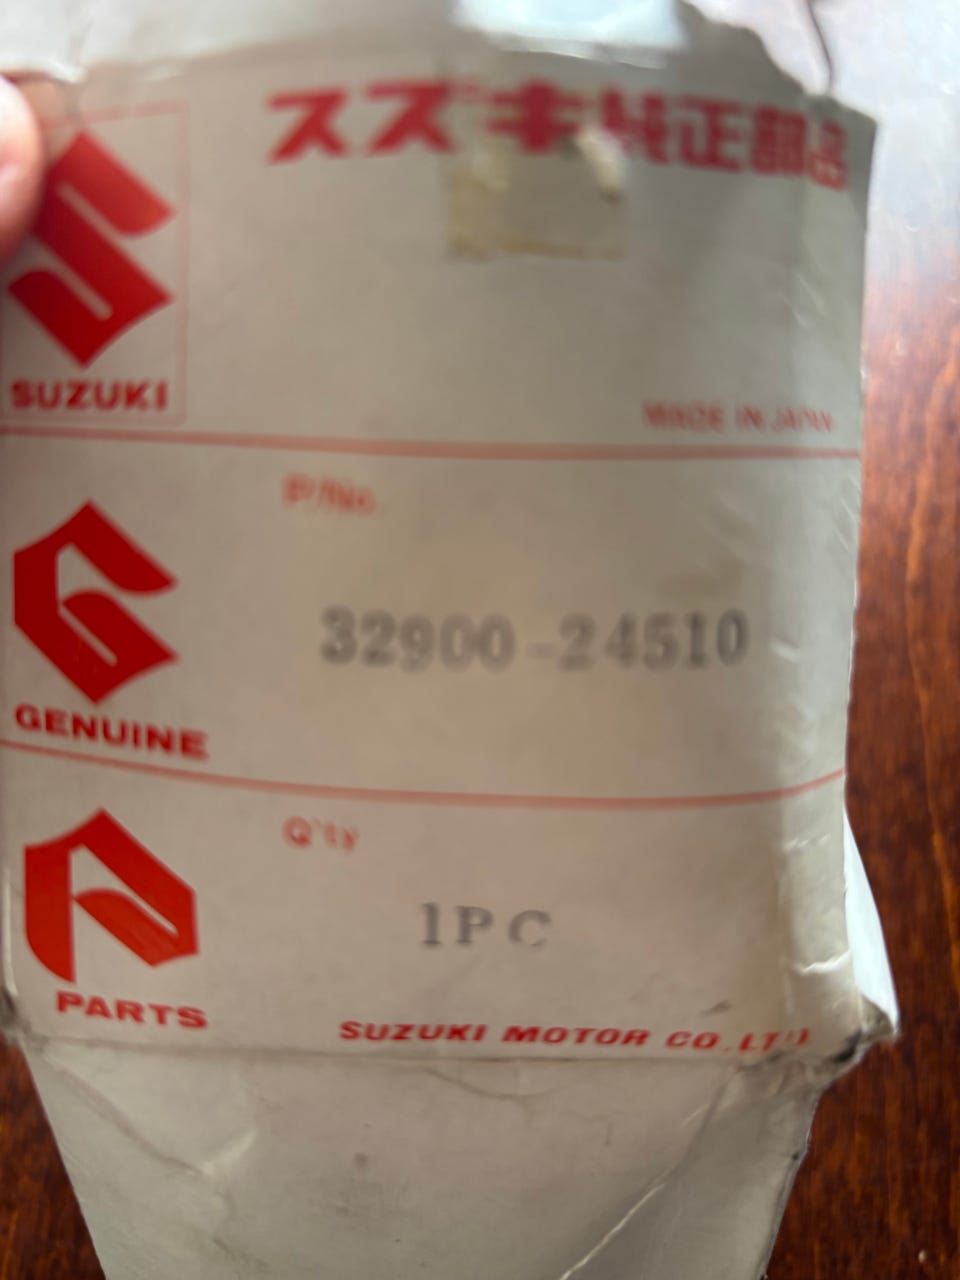 スズキ純正部品
SUZUKI
MADE IN JAPAN
P/No.
32900-24510
GENUINE
Q'ty
1PC
PARTS
SUZUKI MOTOR CO.,LTD.